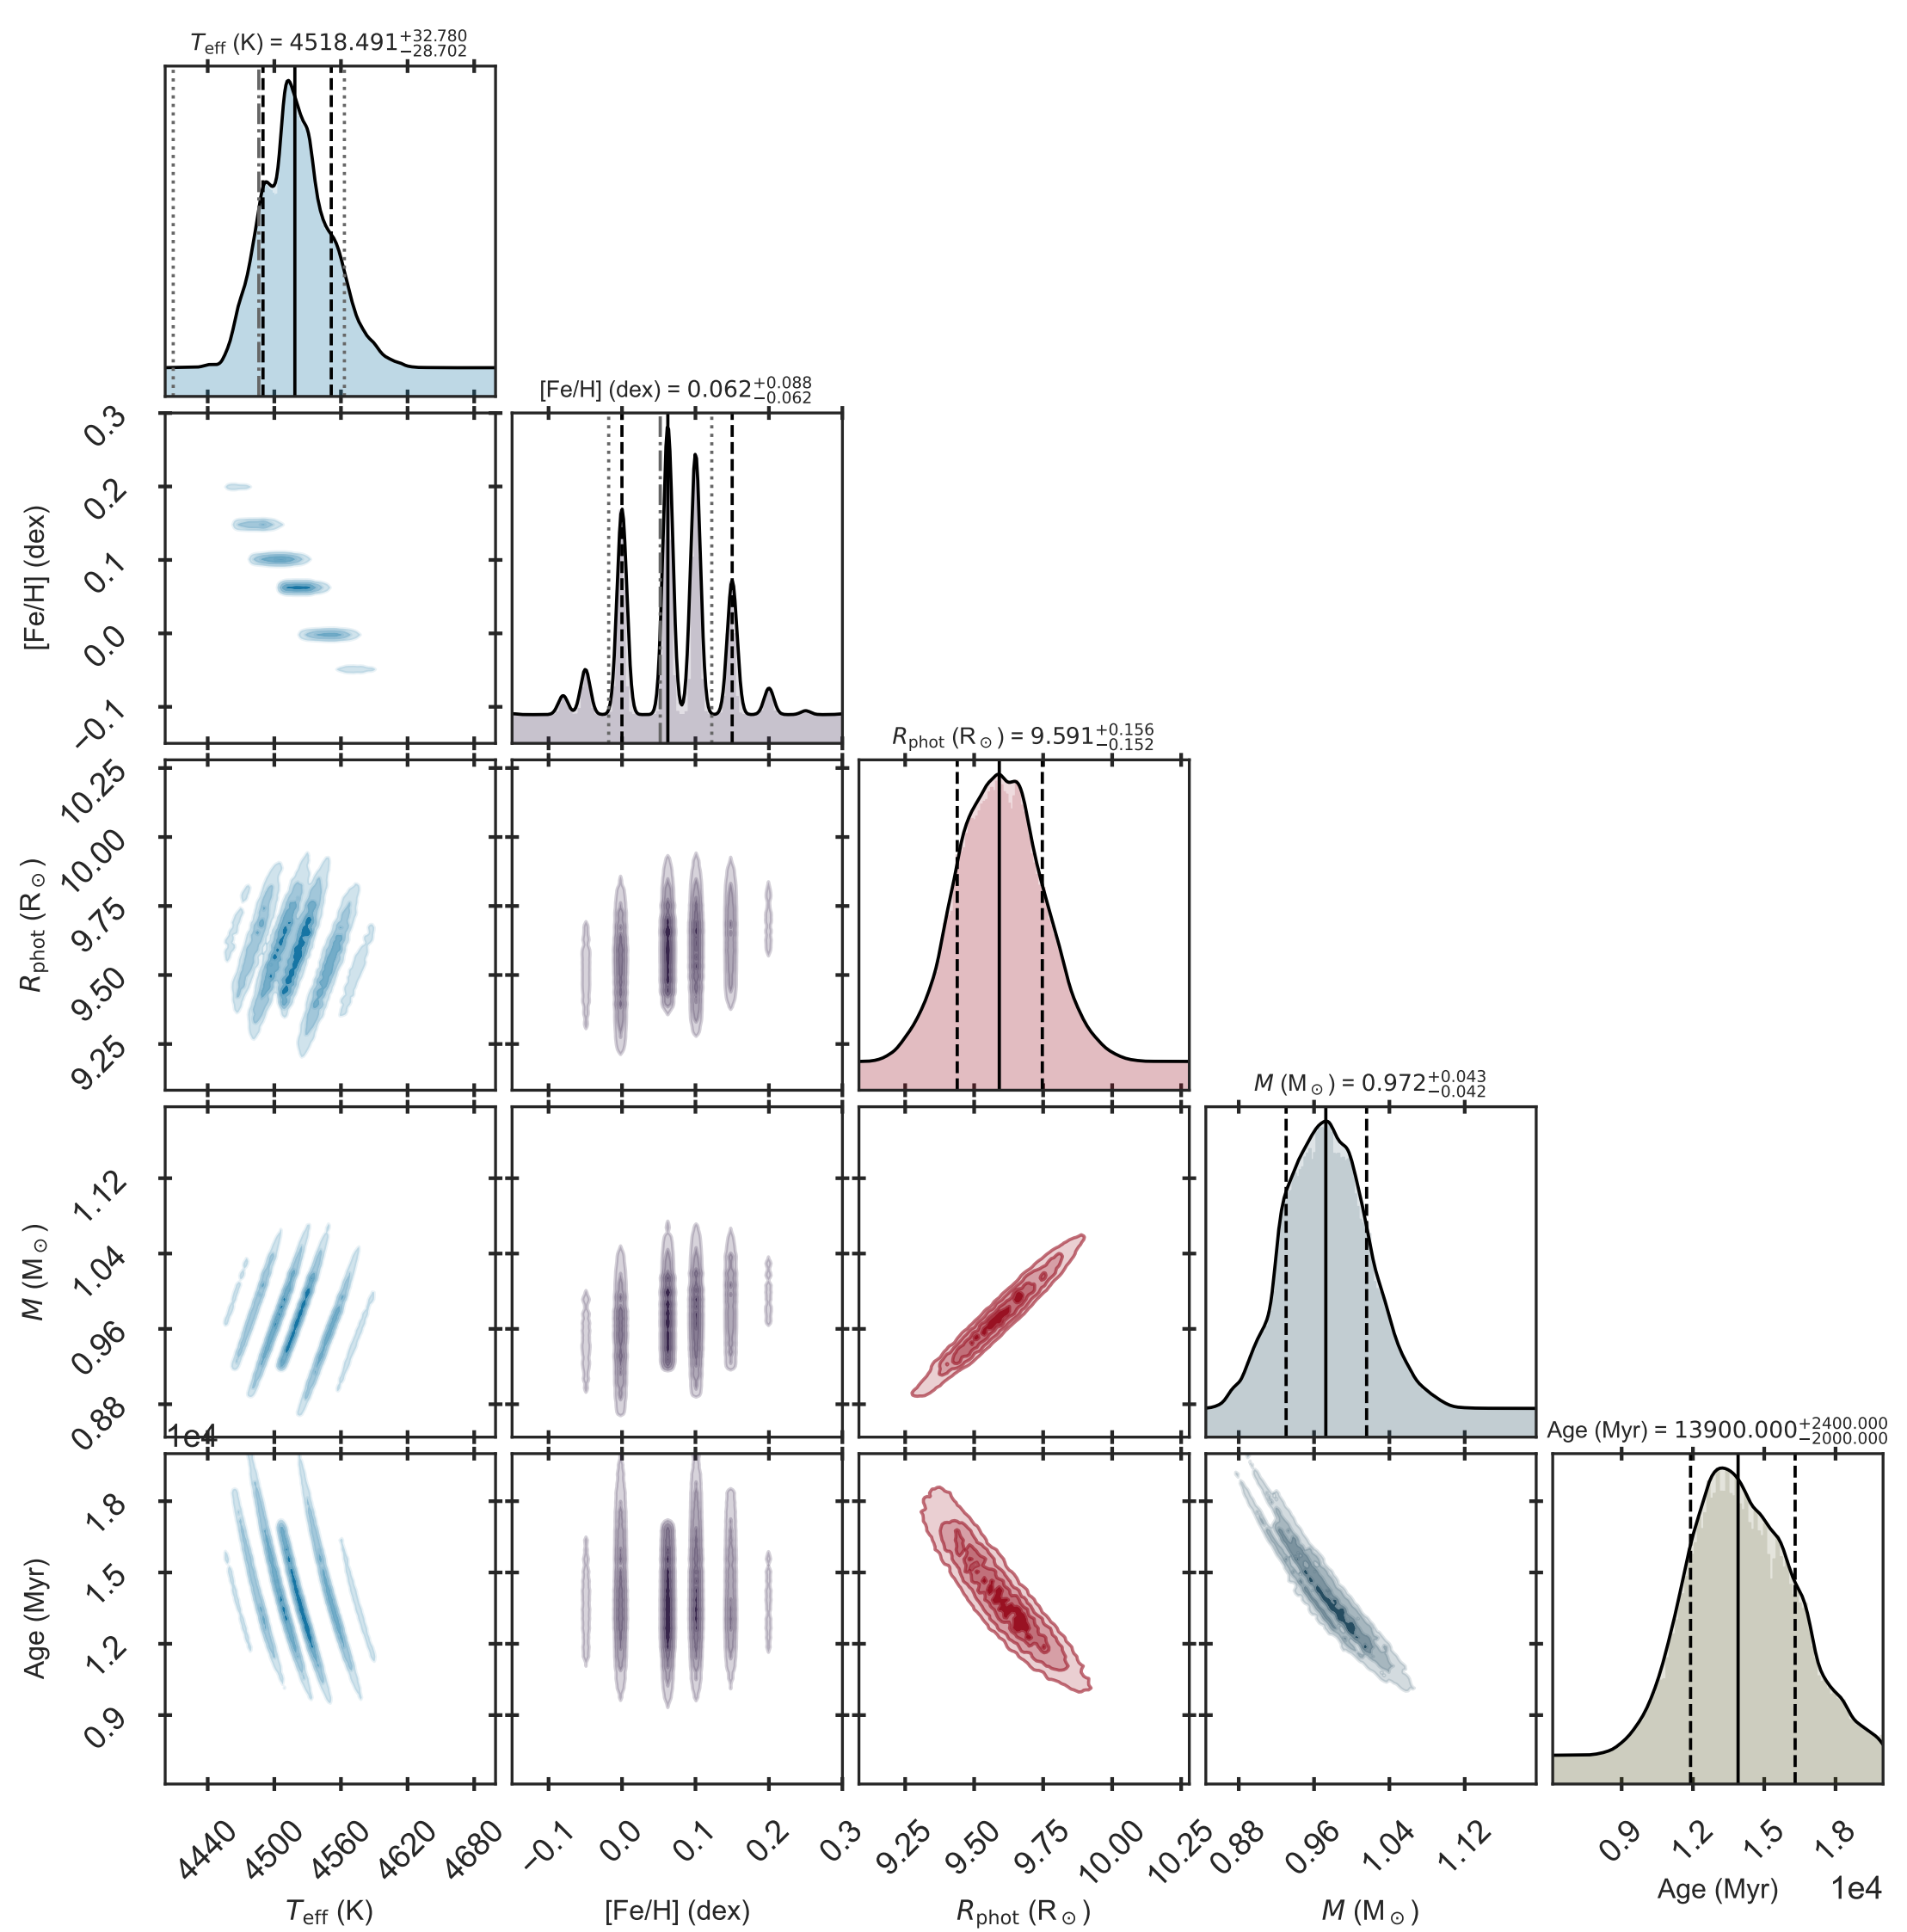 T_eff (K) = 4518.491 +32.780 −28.702
[Fe/H] (dex) = 0.062 +0.088 −0.062
0.3
0.2
0.1
0.0
−0.1
[Fe/H] (dex)
R_phot (R☉) = 9.591 +0.156 −0.152
10.25
10.00
9.75
9.50
9.25
R_phot (R☉)
M (M☉) = 0.972 +0.043 −0.042
1.12
1.04
0.96
0.88
M (M☉)
1e4
Age (Myr) = 13900.000 +2400.000 −2000.000
1.8
1.5
1.2
0.9
Age (Myr)
4440 4500 4560 4620 4680
−0.1 0.0 0.1 0.2 0.3
9.25 9.50 9.75 10.00 10.25
0.88 0.96 1.04 1.12
0.9 1.2 1.5 1.8
T_eff (K)
[Fe/H] (dex)
R_phot (R☉)
M (M☉)
Age (Myr)
1e4